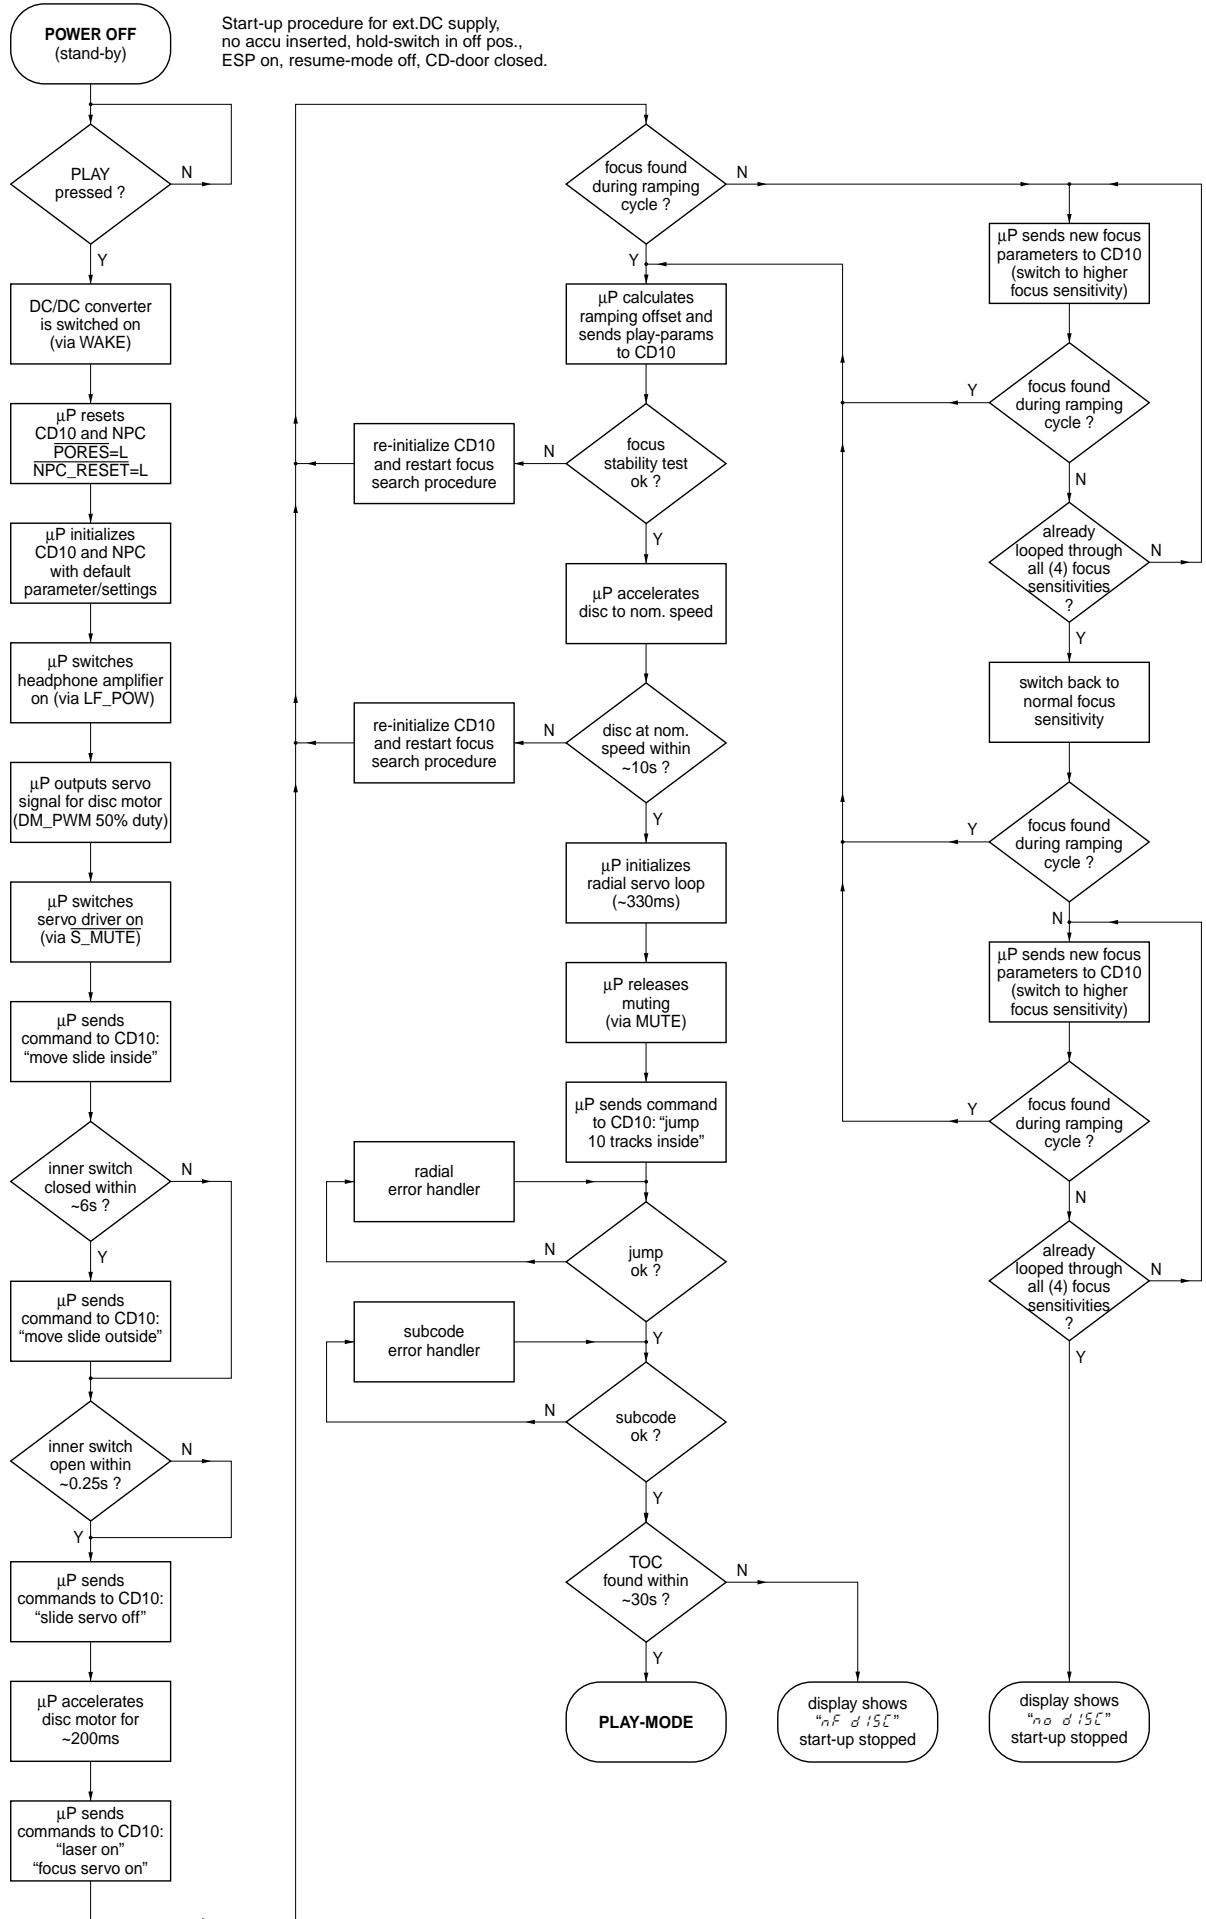 POWER OFF
(stand-by)
Start-up procedure for ext.DC supply,
no accu inserted, hold-switch in off pos.,
ESP on, resume-mode off, CD-door closed.
PLAY
pressed ?
N
Y
DC/DC converter
is switched on
(via WAKE)
µP resets
CD10 and NPC
PORES=L
NPC_RESET=L
µP initializes
CD10 and NPC
with default
parameter/settings
µP switches
headphone amplifier
on (via LF_POW)
µP outputs servo
signal for disc motor
(DM_PWM 50% duty)
µP switches
servo driver on
(via S_MUTE)
µP sends
command to CD10:
“move slide inside”
inner switch
closed within
~6s ?
N
Y
µP sends
command to CD10:
“move slide outside”
inner switch
open within
~0.25s ?
N
Y
µP sends
commands to CD10:
“slide servo off”
µP accelerates
disc motor for
~200ms
µP sends
commands to CD10:
“laser on”
“focus servo on”
focus found
during ramping
cycle ?
N
Y
µP calculates
ramping offset and
sends play-params
to CD10
focus
stability test
ok ?
N
re-initialize CD10
and restart focus
search procedure
Y
µP accelerates
disc to nom. speed
disc at nom.
speed within
~10s ?
N
re-initialize CD10
and restart focus
search procedure
Y
µP initializes
radial servo loop
(~330ms)
µP releases
muting
(via MUTE)
µP sends command
to CD10: “jump
10 tracks inside”
radial
error handler
jump
ok ?
N
Y
subcode
error handler
subcode
ok ?
N
Y
TOC
found within
~30s ?
N
Y
PLAY-MODE
display shows
“nF dISC”
start-up stopped
µP sends new focus
parameters to CD10
(switch to higher
focus sensitivity)
focus found
during ramping
cycle ?
Y
N
already
looped through
all (4) focus
sensitivities
?
N
Y
switch back to
normal focus
sensitivity
focus found
during ramping
cycle ?
Y
N
µP sends new focus
parameters to CD10
(switch to higher
focus sensitivity)
focus found
during ramping
cycle ?
Y
N
already
looped through
all (4) focus
sensitivities
?
N
Y
display shows
“no dISC”
start-up stopped